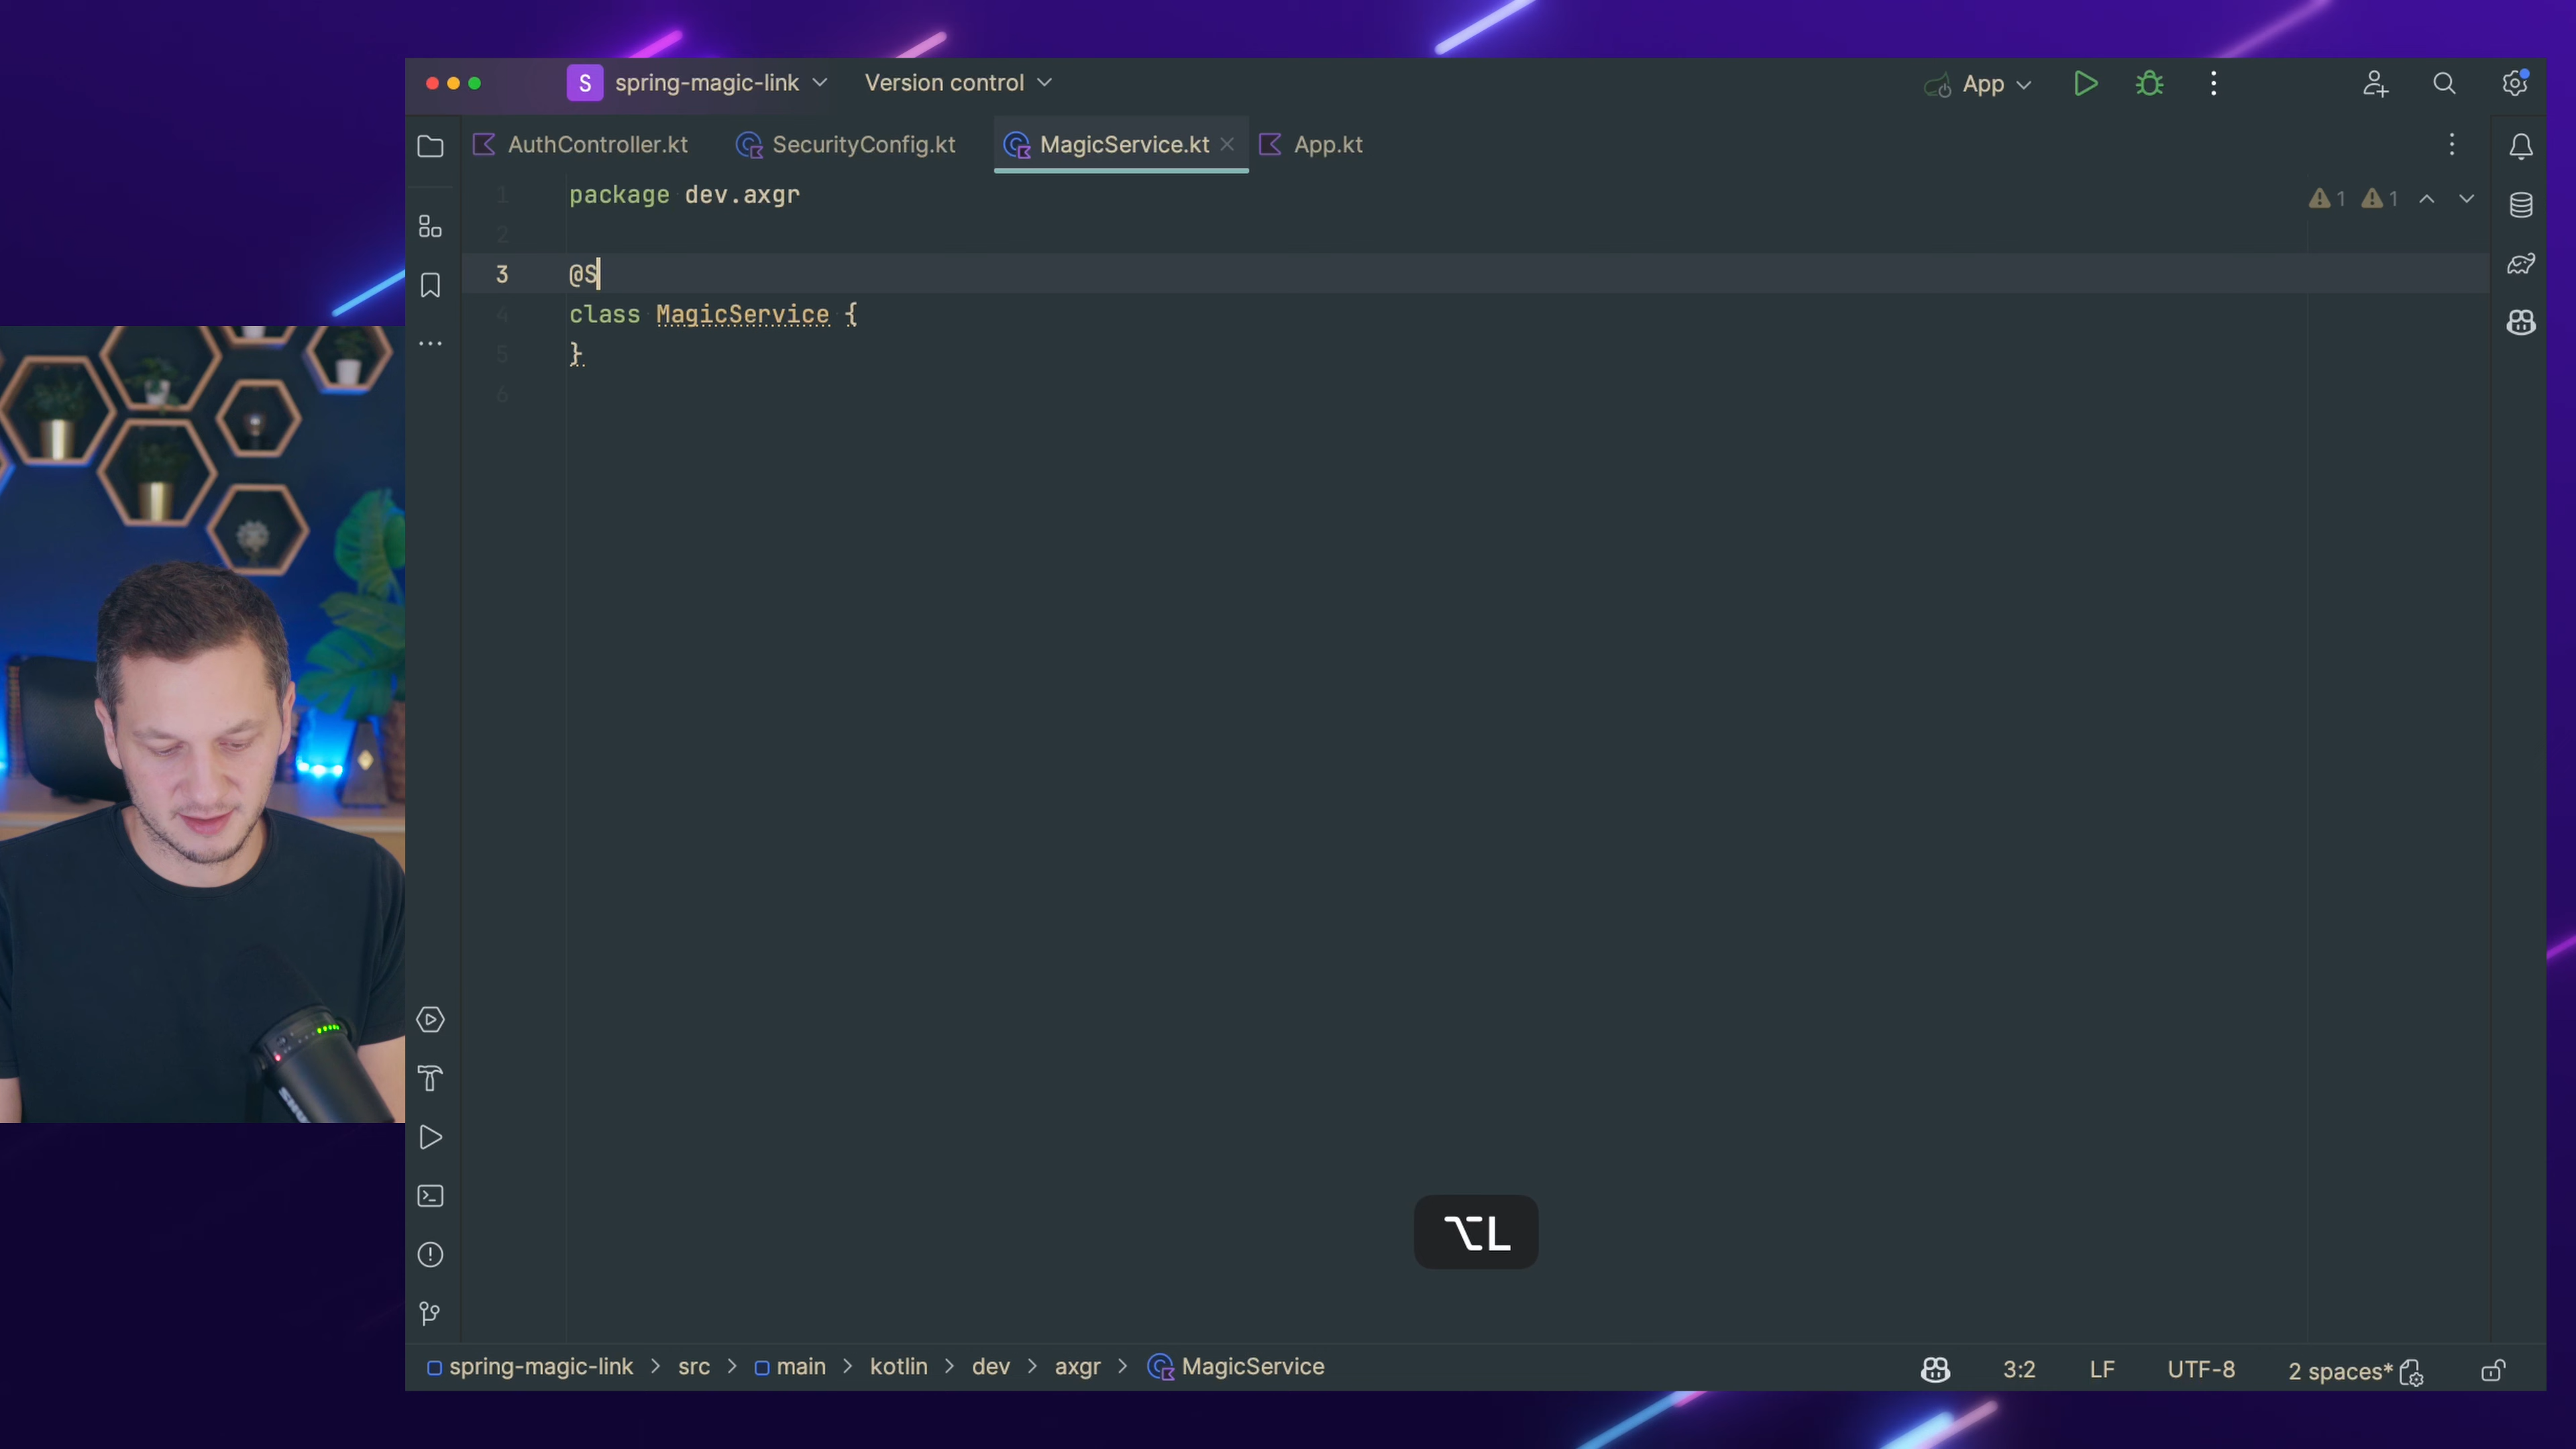 S spring-magic-link Version control App
AuthController.kt SecurityConfig.kt MagicService.kt App.kt
1 package dev.axgr 1 1
2
3 @S
4 class MagicService {
5 }
6
⌥L
spring-magic-link > src > main > kotlin > dev > axgr > MagicService 3:2 LF UTF-8 2 spaces*